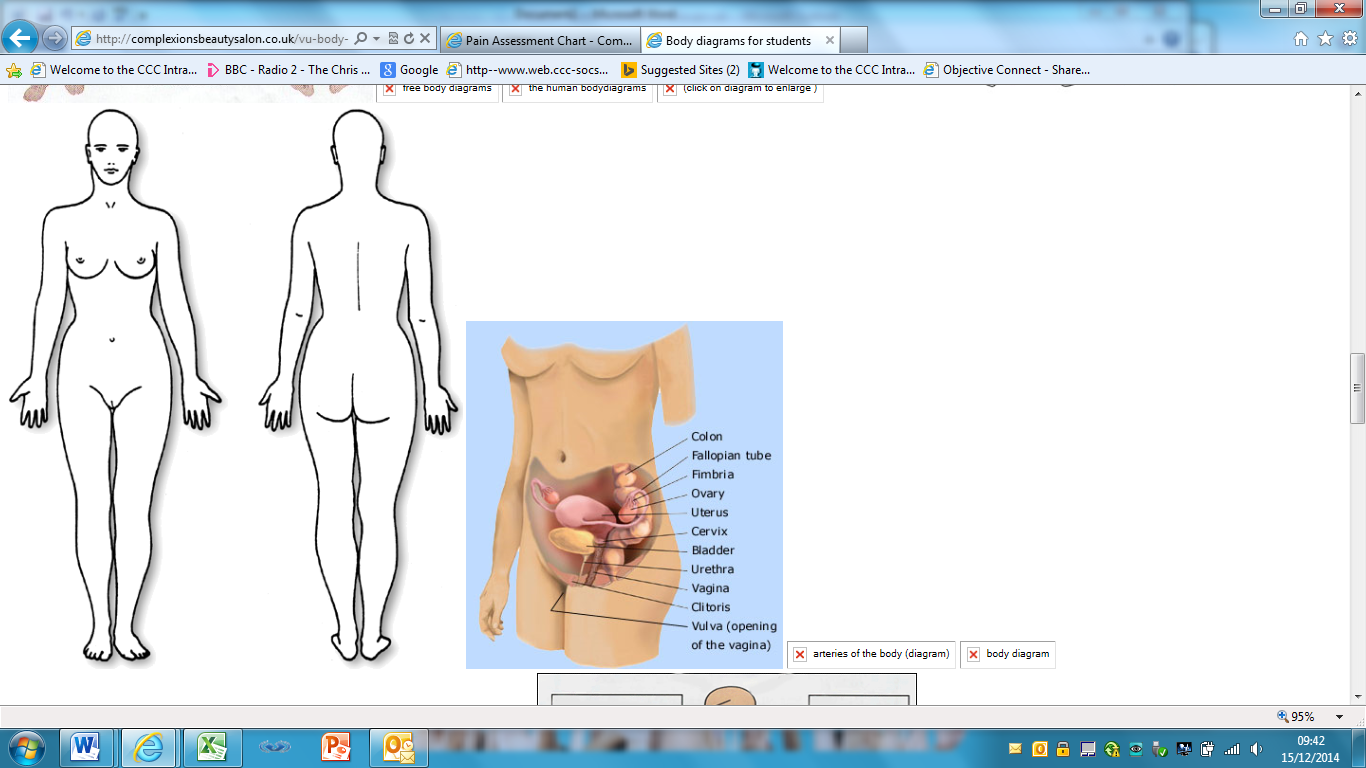 http://complexionsbeautysalon.co.uk/vu-body-
Pain Assessment Chart - Com...
Body diagrams for students
Welcome to the CCC Intra...
BBC - Radio 2 - The Chris ...
Google
http--www.web.ccc-socs...
Suggested Sites (2)
Welcome to the CCC Intra...
Objective Connect - Share...
free body diagrams
the human bodydiagrams
(click on diagram to enlarge )
Colon
Fallopian tube
Fimbria
Ovary
Uterus
Cervix
Bladder
Urethra
Vagina
Clitoris
Vulva (opening
of the vagina)
arteries of the body (diagram)
body diagram
95%
09:42
15/12/2014